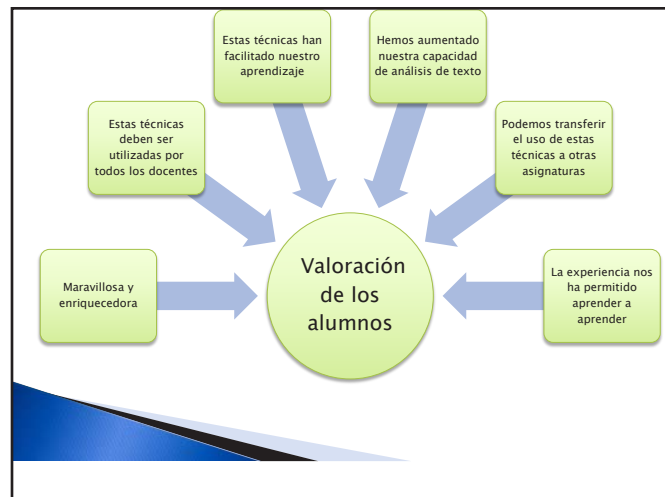 Estas técnicas han
facilitado nuestro
aprendizaje
Hemos aumentado
nuestra capacidad
de análisis de texto
Estas técnicas
deben ser
utilizadas por
todos los docentes
Podemos transferir
el uso de estas
técnicas a otras
asignaturas
Maravillosa y
enriquecedora
Valoración
de los
alumnos
La experiencia nos
ha permitido
aprender a
aprender